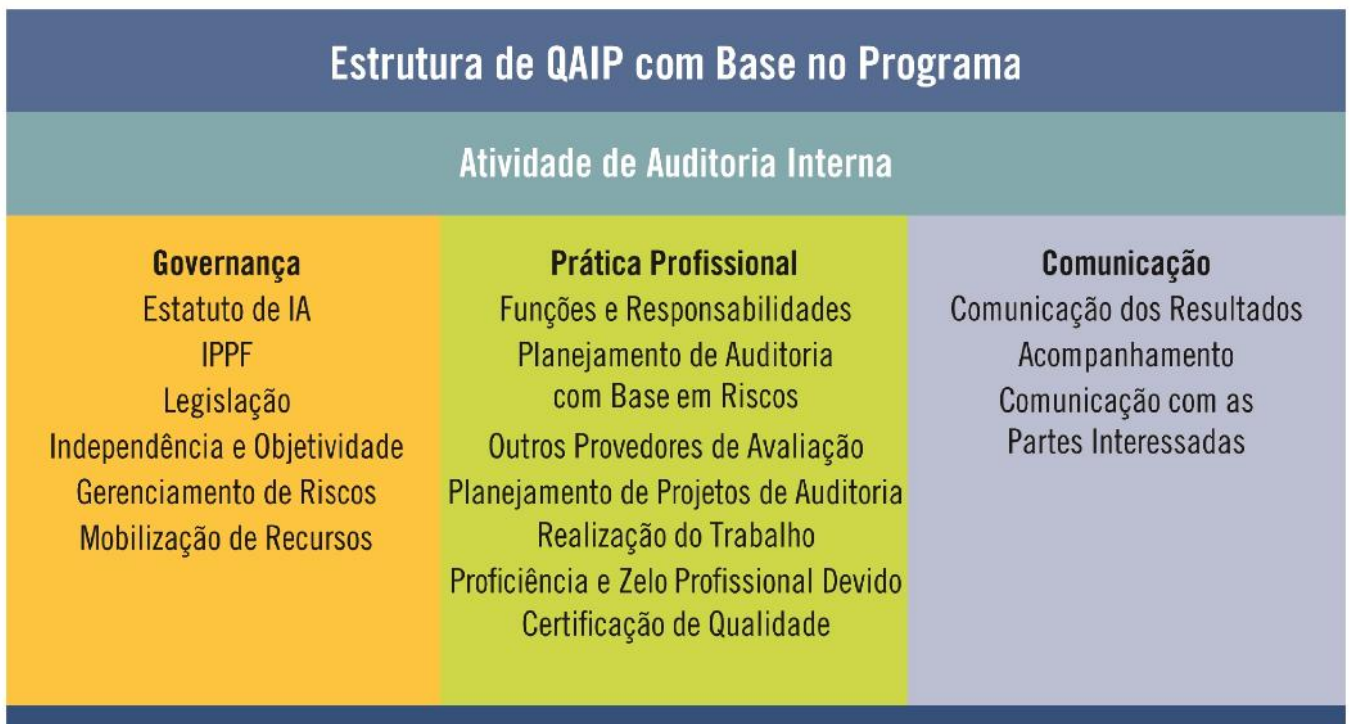 Estrutura de QAIP com Base no Programa
Atividade de Auditoria Interna
Governança
Estatuto de IA
IPPF
Legislação
Independência e Objetividade
Gerenciamento de Riscos
Mobilização de Recursos
Prática Profissional
Funções e Responsabilidades
Planejamento de Auditoria
com Base em Riscos
Outros Provedores de Avaliação
Planejamento de Projetos de Auditoria
Realização do Trabalho
Proficiência e Zelo Profissional Devido
Certificação de Qualidade
Comunicação
Comunicação dos Resultados
Acompanhamento
Comunicação com as
Partes Interessadas